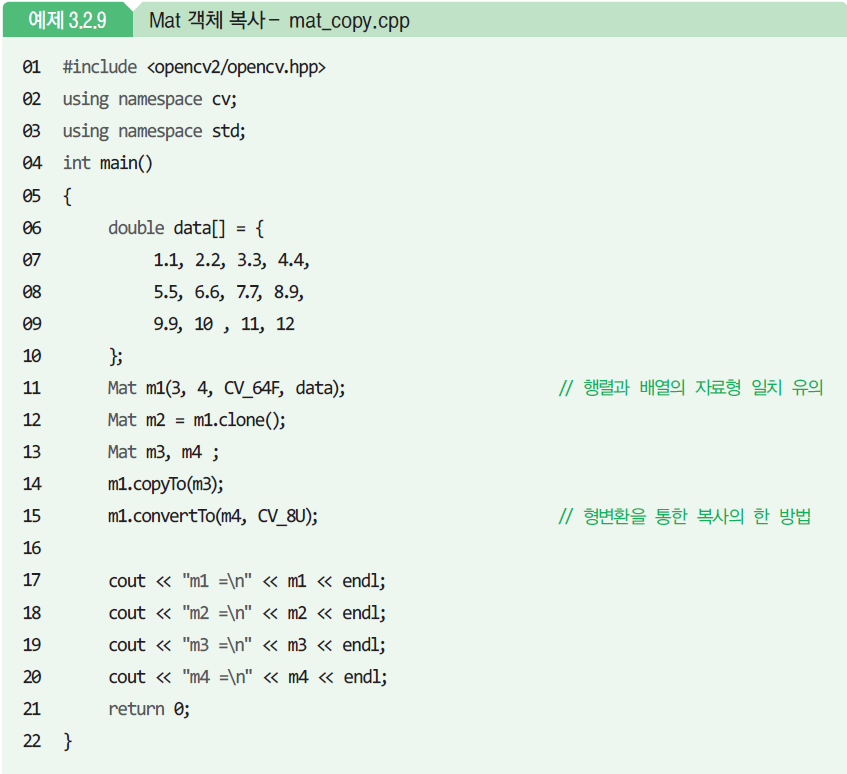 예제 3.2.9 Mat 객체 복사 – mat_copy.cpp
01 #include <opencv2/opencv.hpp>
02 using namespace cv;
03 using namespace std;
04 int main()
05 {
06 double data[] = {
07 1.1, 2.2, 3.3, 4.4,
08 5.5, 6.6, 7.7, 8.9,
09 9.9, 10 , 11, 12
10 };
11 Mat m1(3, 4, CV_64F, data); // 행렬과 배열의 자료형 일치 유의
12 Mat m2 = m1.clone();
13 Mat m3, m4 ;
14 m1.copyTo(m3);
15 m1.convertTo(m4, CV_8U); // 형변환을 통한 복사의 한 방법
16
17 cout << "m1 =\n" << m1 << endl;
18 cout << "m2 =\n" << m2 << endl;
19 cout << "m3 =\n" << m3 << endl;
20 cout << "m4 =\n" << m4 << endl;
21 return 0;
22 }